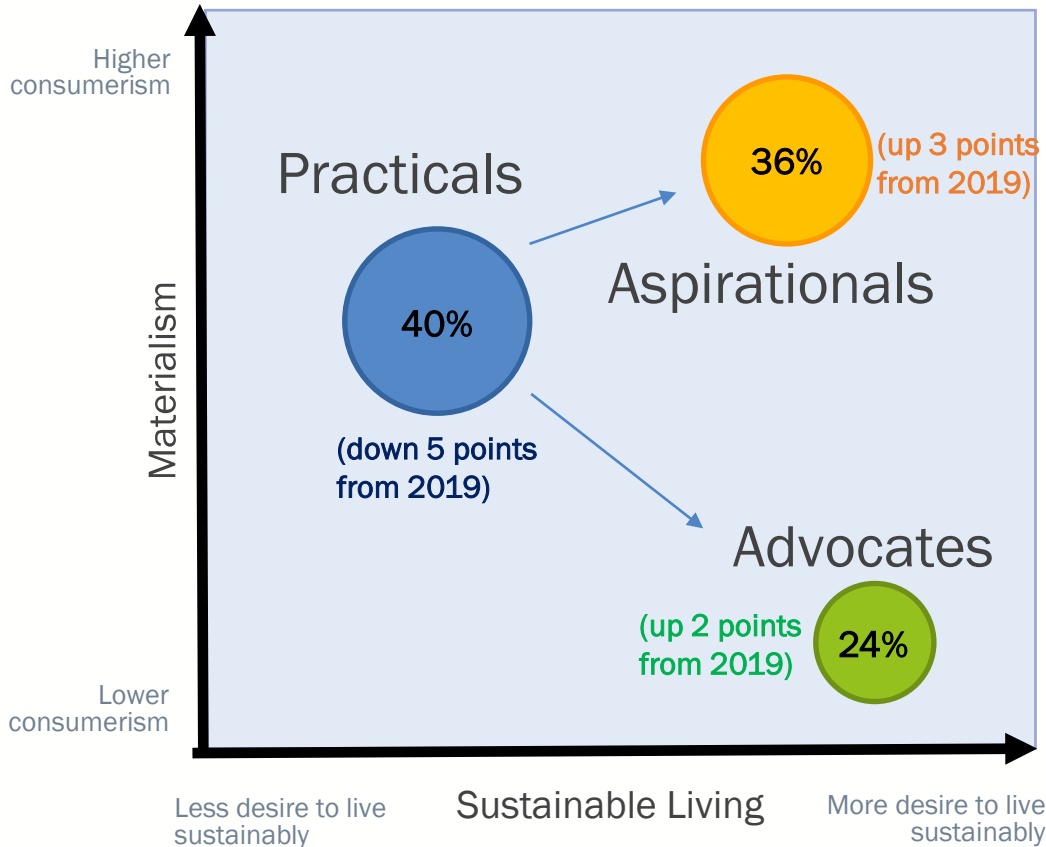 Higher
consumerism
Practicals
36%
(up 3 points
from 2019)
Aspirationals
40%
Materialism
(down 5 points
from 2019)
Advocates
(up 2 points
from 2019)
24%
Lower
consumerism
Less desire to live
sustainably
Sustainable Living
More desire to live
sustainably